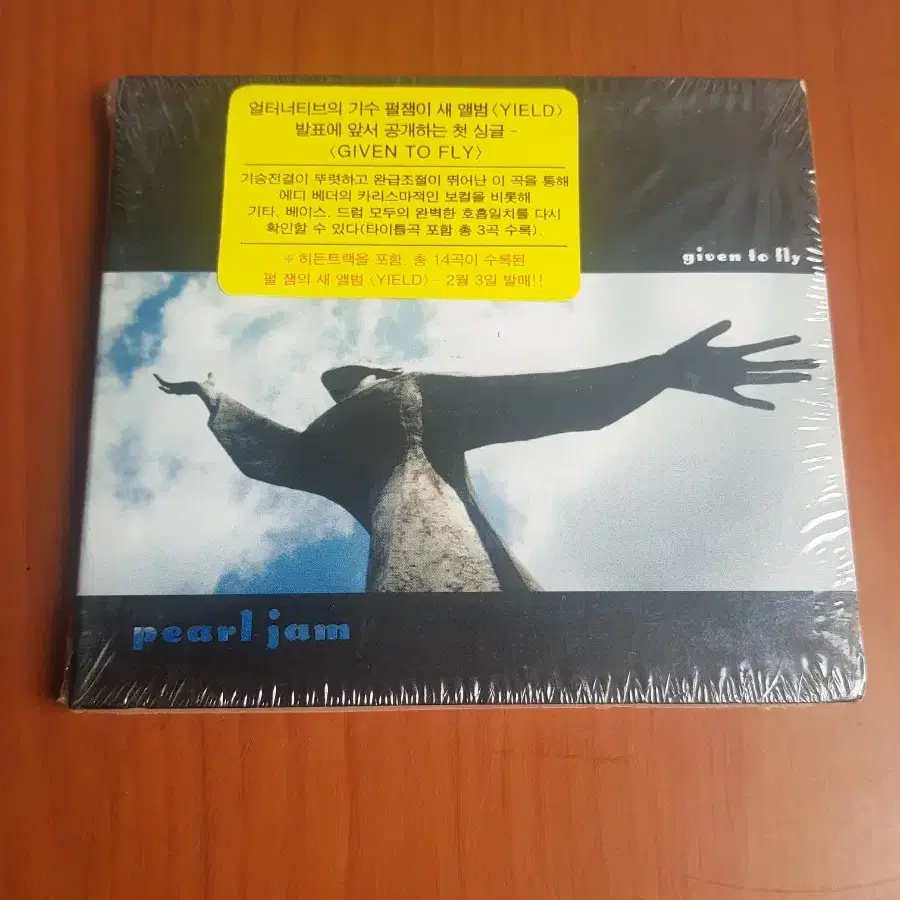 얼터너티브의 기수 펄잼이 새 앨범〈YIELD〉
발표에 앞서 공개하는 첫 싱글 -
〈GIVEN TO FLY〉
기승전결이 뚜렷하고 완급조절이 뛰어난 이 곡을 통해
에디 베더의 카리스마적인 보컬을 비롯해
기타, 베이스, 드럼 모두의 완벽한 호흡일치를 다시
확인할 수 있다(타이틀곡 포함 총 3곡 수록).
※ 히든트랙을 포함, 총 14곡이 수록된
펄 잼의 새 앨범 〈YIELD〉 - 2월 3일 발매!!
given to fly
pearl jam